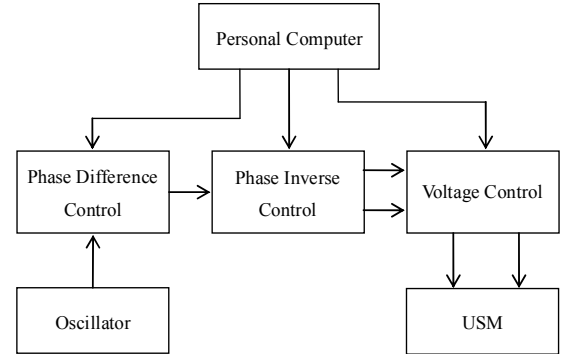 Personal Computer
Phase Difference
Control
Phase Inverse
Control
Voltage Control
Oscillator
USM